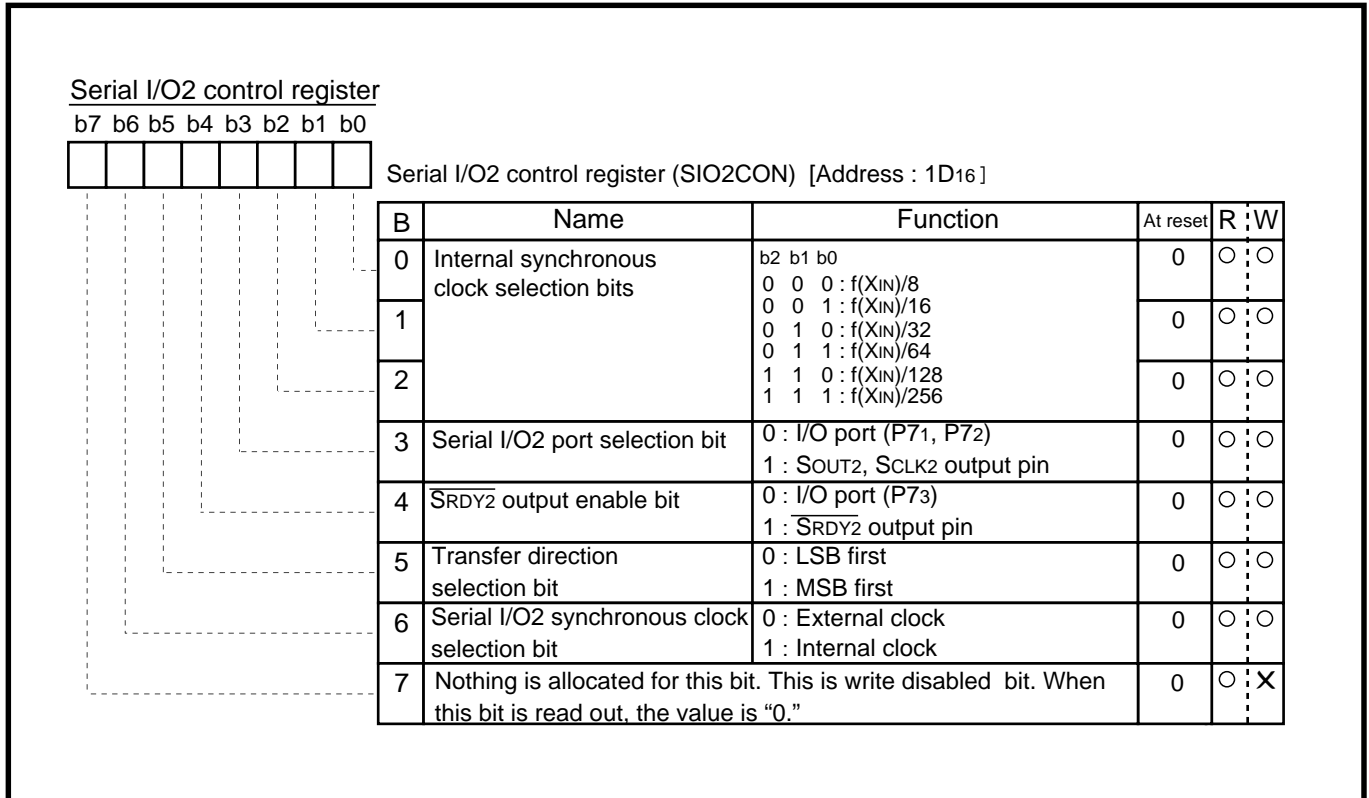 Serial I/O2 control register
b7 b6 b5 b4 b3 b2 b1 b0
Serial I/O2 control register (SIO2CON) [Address : 1D16 ]
B Name Function At reset R W
0 Internal synchronous clock selection bits
b2 b1 b0
0 0 0 : f(XIN)/8
0 0 1 : f(XIN)/16
0 1 0 : f(XIN)/32
0 1 1 : f(XIN)/64
1 1 0 : f(XIN)/128
1 1 1 : f(XIN)/256
0 ○ ○
1 0 ○ ○
2 0 ○ ○
3 Serial I/O2 port selection bit
0 : I/O port (P71, P72)
1 : SOUT2, SCLK2 output pin
0 ○ ○
4 S̅R̅D̅Y̅2̅ output enable bit
0 : I/O port (P73)
1 : S̅R̅D̅Y̅2̅ output pin
0 ○ ○
5 Transfer direction
selection bit
0 : LSB first
1 : MSB first
0 ○ ○
6 Serial I/O2 synchronous clock
selection bit
0 : External clock
1 : Internal clock
0 ○ ○
7 Nothing is allocated for this bit. This is write disabled bit. When
this bit is read out, the value is “0.”
0 ○ ✕